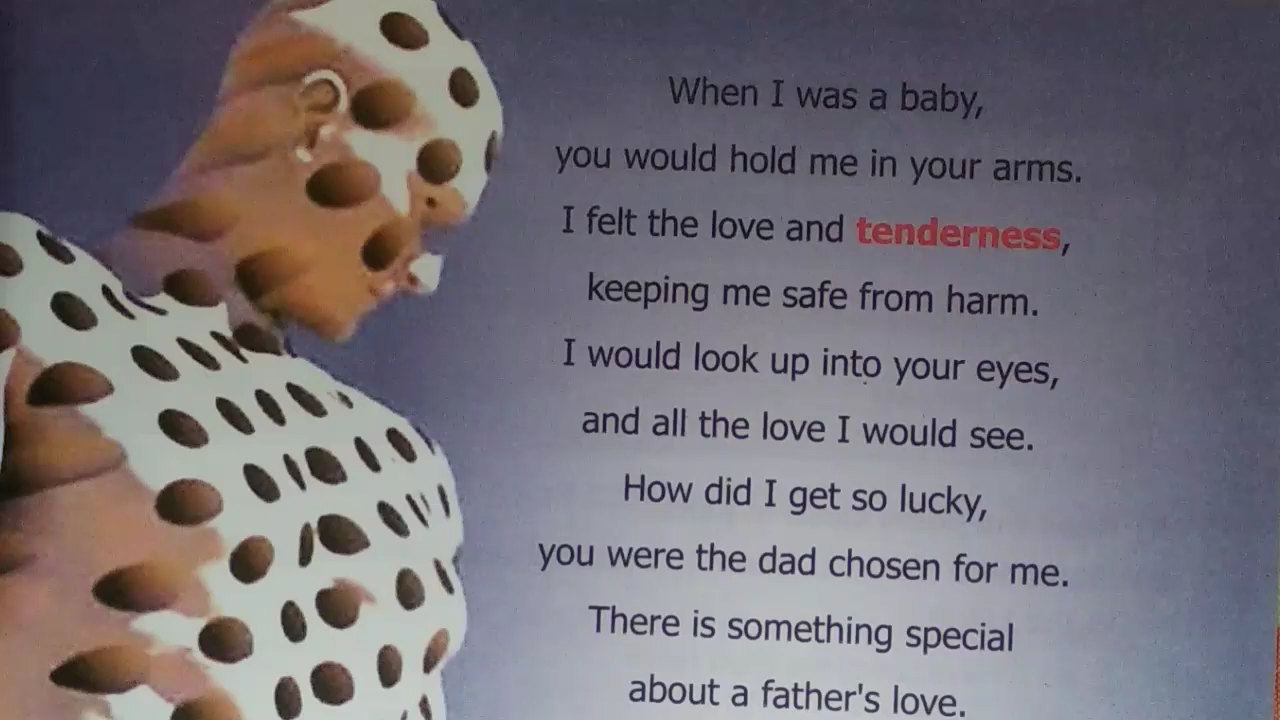 When I was a baby,
you would hold me in your arms.
I felt the love and tenderness,
keeping me safe from harm.
I would look up into your eyes,
and all the love I would see.
How did I get so lucky,
you were the dad chosen for me.
There is something special
about a father's love.